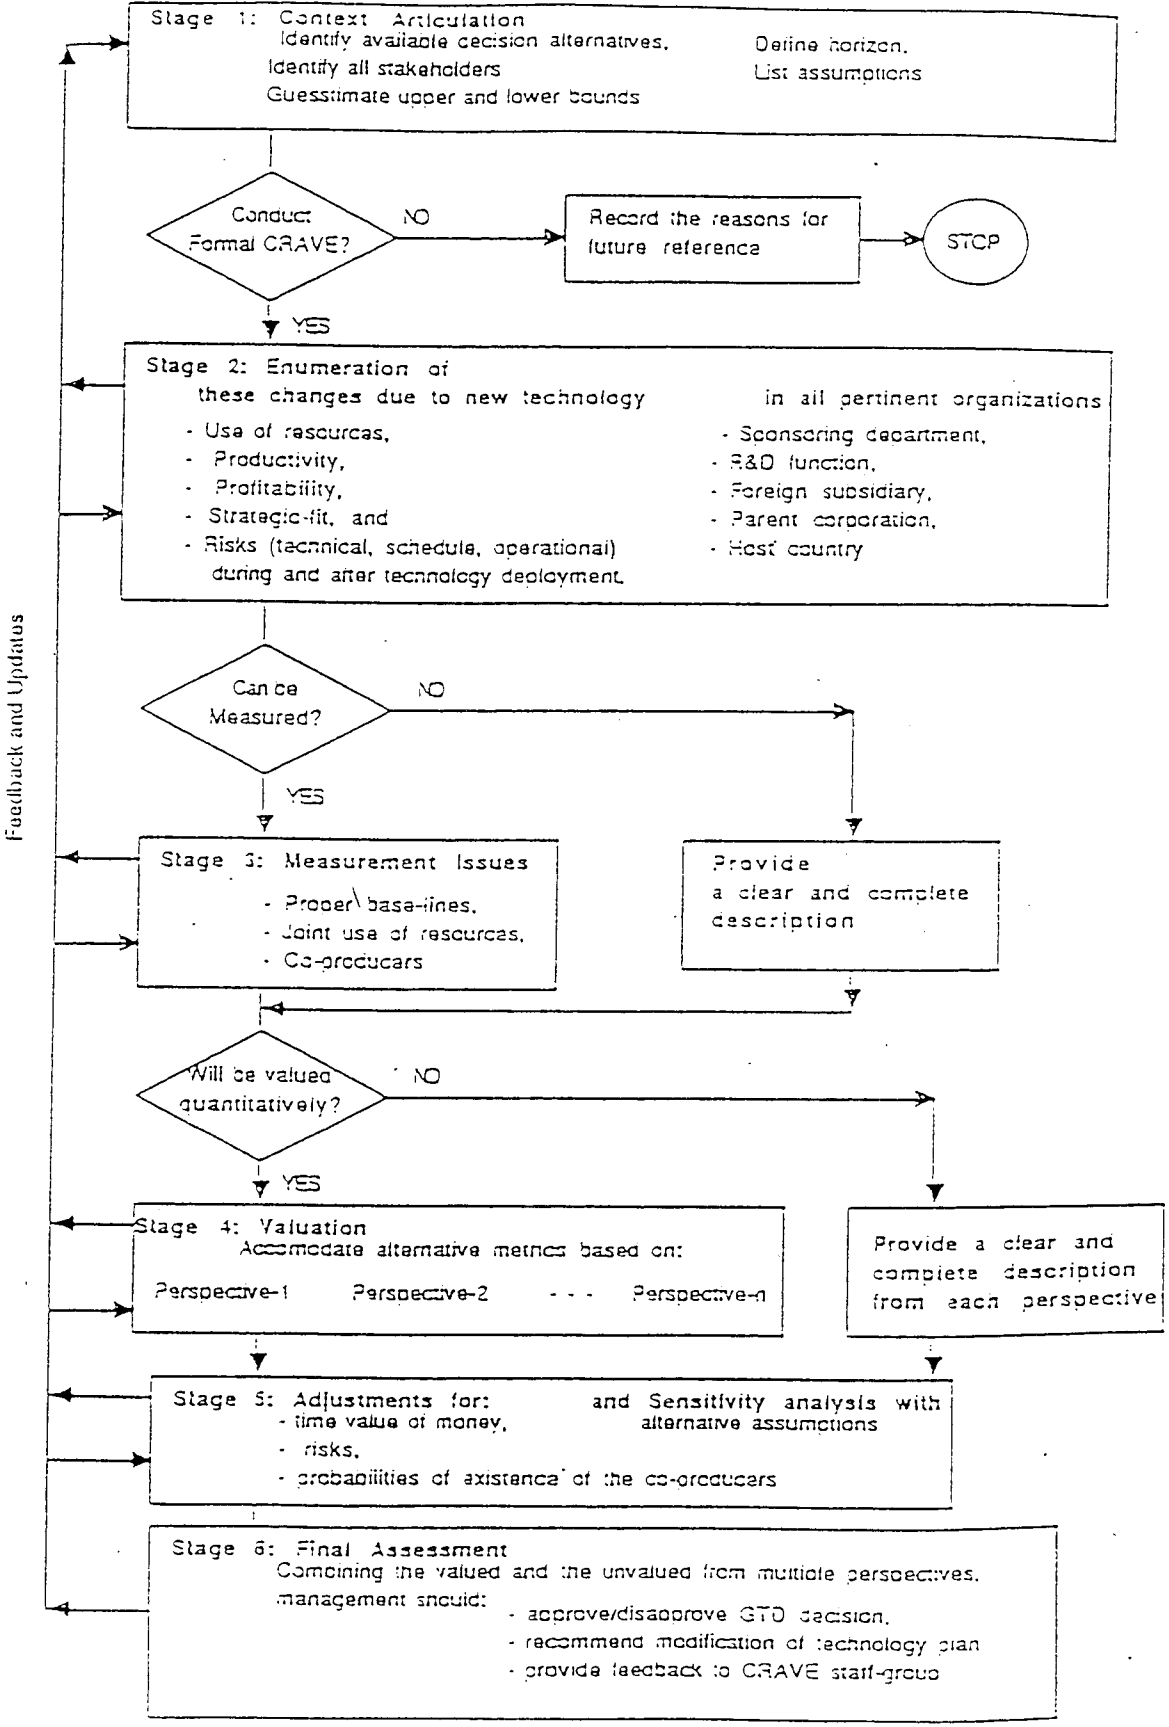 Stage 1: Context Articulation
Identify available decision alternatives,
Define horizon,
Identify all stakeholders
List assumptions
Guesstimate upper and lower bounds
Conduct
Formal CRAVE?
NO
Record the reasons for
future reference
STOP
YES
Stage 2: Enumeration of
these changes due to new technology
in all pertinent organizations
- Use of resources,
- Productivity,
- Profitability,
- Strategic-fit, and
- Risks (technical, schedule, operational)
during and after technology deployment.
- Sponsoring department,
- R&D function,
- Foreign subsidiary,
- Parent corporation,
- Host country
Feedback and Updates
Can be
Measured?
NO
YES
Stage 3: Measurement Issues
- Proper base-lines,
- Joint use of resources,
- Co-producers
Provide
a clear and complete
description
Will be valued
quantitatively?
NO
YES
Stage 4: Valuation
Accomodate alternative metrics based on:
Perspective-1 Perspective-2 - - - Perspective-n
Provide a clear and
complete description
from each perspective
Stage 5: Adjustments for:
- time value of money,
- risks,
- probabilities of existence of the co-producers
and Sensitivity analysis with
alternative assumptions
Stage 6: Final Assessment
Combining the valued and the unvalued from multiple perspectives,
management should:
- approve/disapprove GTD decision,
- recommend modification of technology plan
- provide feedback to CRAVE staff-group